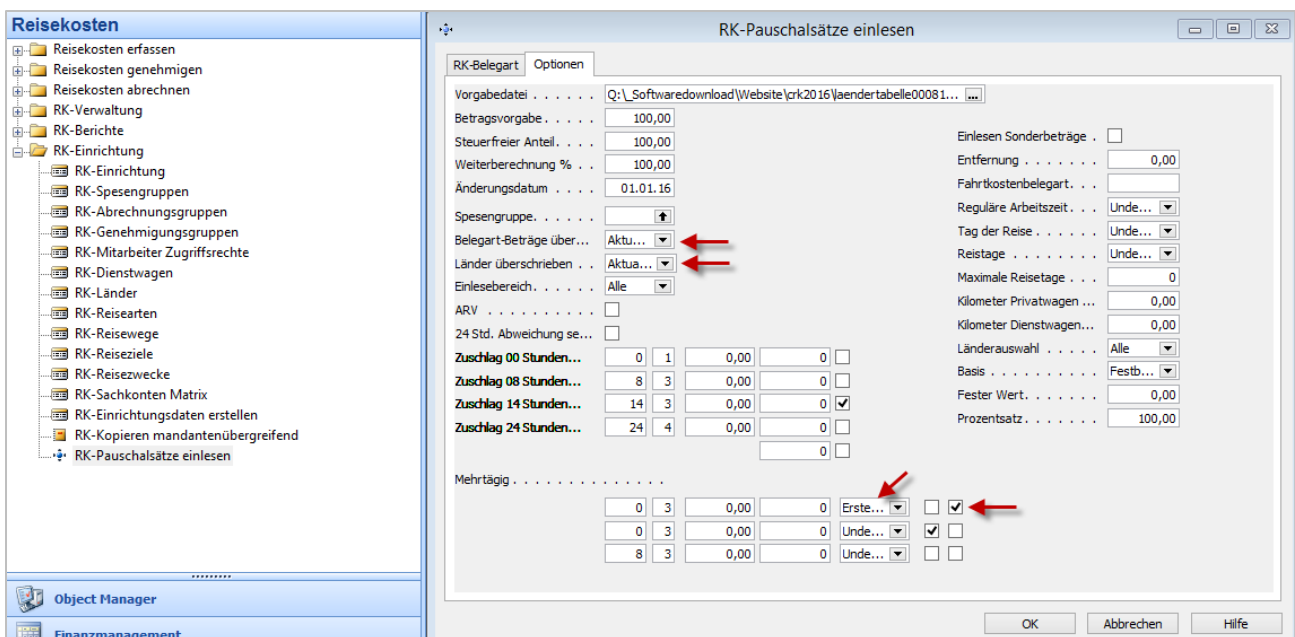 Reisekosten
Reisekosten erfassen
Reisekosten genehmigen
Reisekosten abrechnen
RK-Verwaltung
RK-Berichte
RK-Einrichtung
RK-Einrichtung
RK-Spesengruppen
RK-Abrechnungsgruppen
RK-Genehmigungsgruppen
RK-Mitarbeiter Zugriffsrechte
RK-Dienstwagen
RK-Länder
RK-Reisearten
RK-Reisewege
RK-Reiseziele
RK-Reisezwecke
RK-Sachkonten Matrix
RK-Einrichtungsdaten erstellen
RK-Kopieren mandantenübergreifend
RK-Pauschalsätze einlesen
Object Manager
Finanzmanagement
RK-Pauschalsätze einlesen
RK-Belegart Optionen
Vorgabedatei . . . . . . Q:\_Softwaredownload\Website\crk2016\laendertabelle00081... ...
Betragsvorgabe . . . . . 100,00
Steuerfreier Anteil. . . . 100,00
Weiterberechnung % . . 100,00
Änderungsdatum . . . . 01.01.16
Spesengruppe. . . . . .
Belegart-Beträge über... Aktu...
Länder überschrieben . . Aktua...
Einlesebereich. . . . . . Alle
ARV . . . . . . . . . .
24 Std. Abweichung se...
Zuschlag 00 Stunden... 0 1 0,00 0
Zuschlag 08 Stunden... 8 3 0,00 0
Zuschlag 14 Stunden... 14 3 0,00 0
Zuschlag 24 Stunden... 24 4 0,00 0
0
Mehrtägig . . . . . . . . . . . . . . .
0 3 0,00 0 Erste...
0 3 0,00 0 Unde...
8 3 0,00 0 Unde...
Einlesen Sonderbeträge .
Entfernung . . . . . . . 0,00
Fahrtkostenbelegart. . .
Reguläre Arbeitszeit. . . Unde...
Tag der Reise . . . . . . Unde...
Reistage . . . . . . . . Unde...
Maximale Reisetage . . . 0
Kilometer Privatwagen ... 0,00
Kilometer Dienstwagen... 0,00
Länderauswahl . . . . . Alle
Basis . . . . . . . . . . Festb...
Fester Wert. . . . . . . 0,00
Prozentsatz . . . . . . . 100,00
OK Abbrechen Hilfe